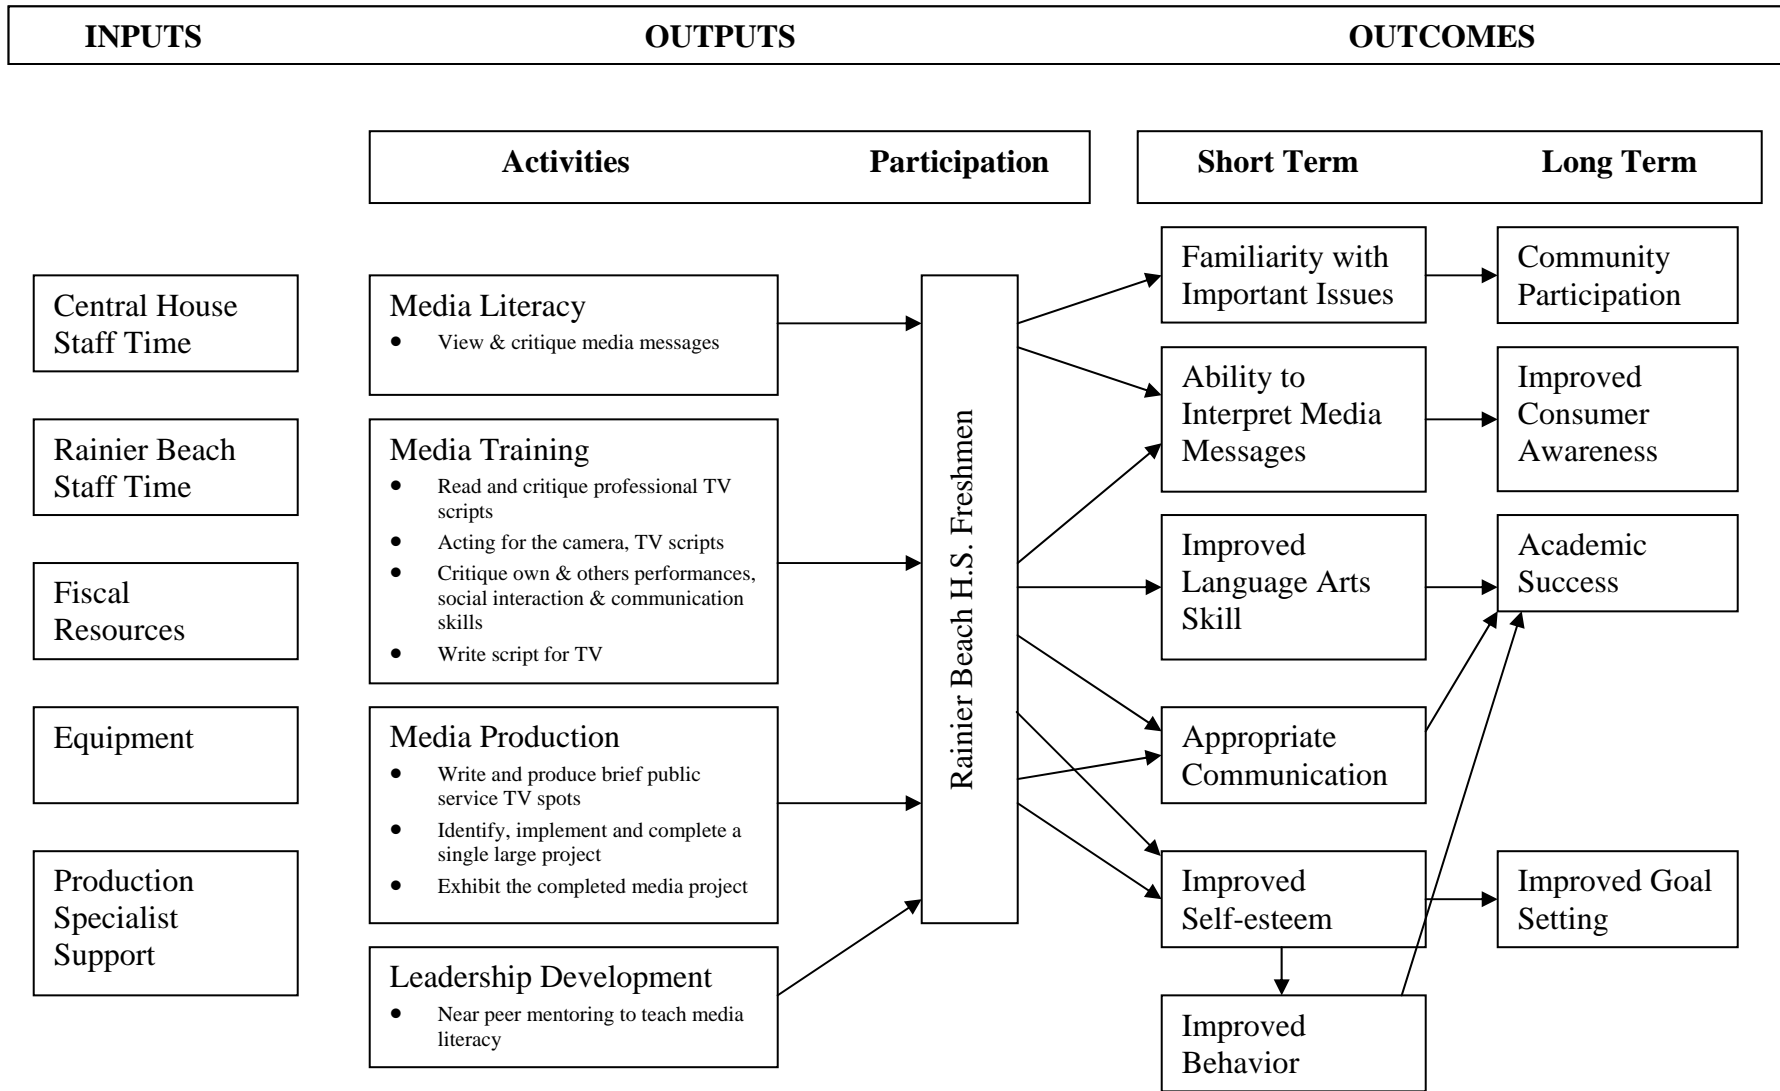 INPUTS OUTPUTS OUTCOMES
Activities Participation
Short Term Long Term
Central House
Staff Time
Rainier Beach
Staff Time
Fiscal
Resources
Equipment
Production
Specialist
Support
Media Literacy
• View & critique media messages
Media Training
• Read and critique professional TV
scripts
• Acting for the camera, TV scripts
• Critique own & others performances,
social interaction & communication
skills
• Write script for TV
Media Production
• Write and produce brief public
service TV spots
• Identify, implement and complete a
single large project
• Exhibit the completed media project
Leadership Development
• Near peer mentoring to teach media
literacy
Rainier Beach H.S. Freshmen
Familiarity with
Important Issues
Ability to
Interpret Media
Messages
Improved
Language Arts
Skill
Appropriate
Communication
Improved
Self-esteem
Improved
Behavior
Community
Participation
Improved
Consumer
Awareness
Academic
Success
Improved Goal
Setting